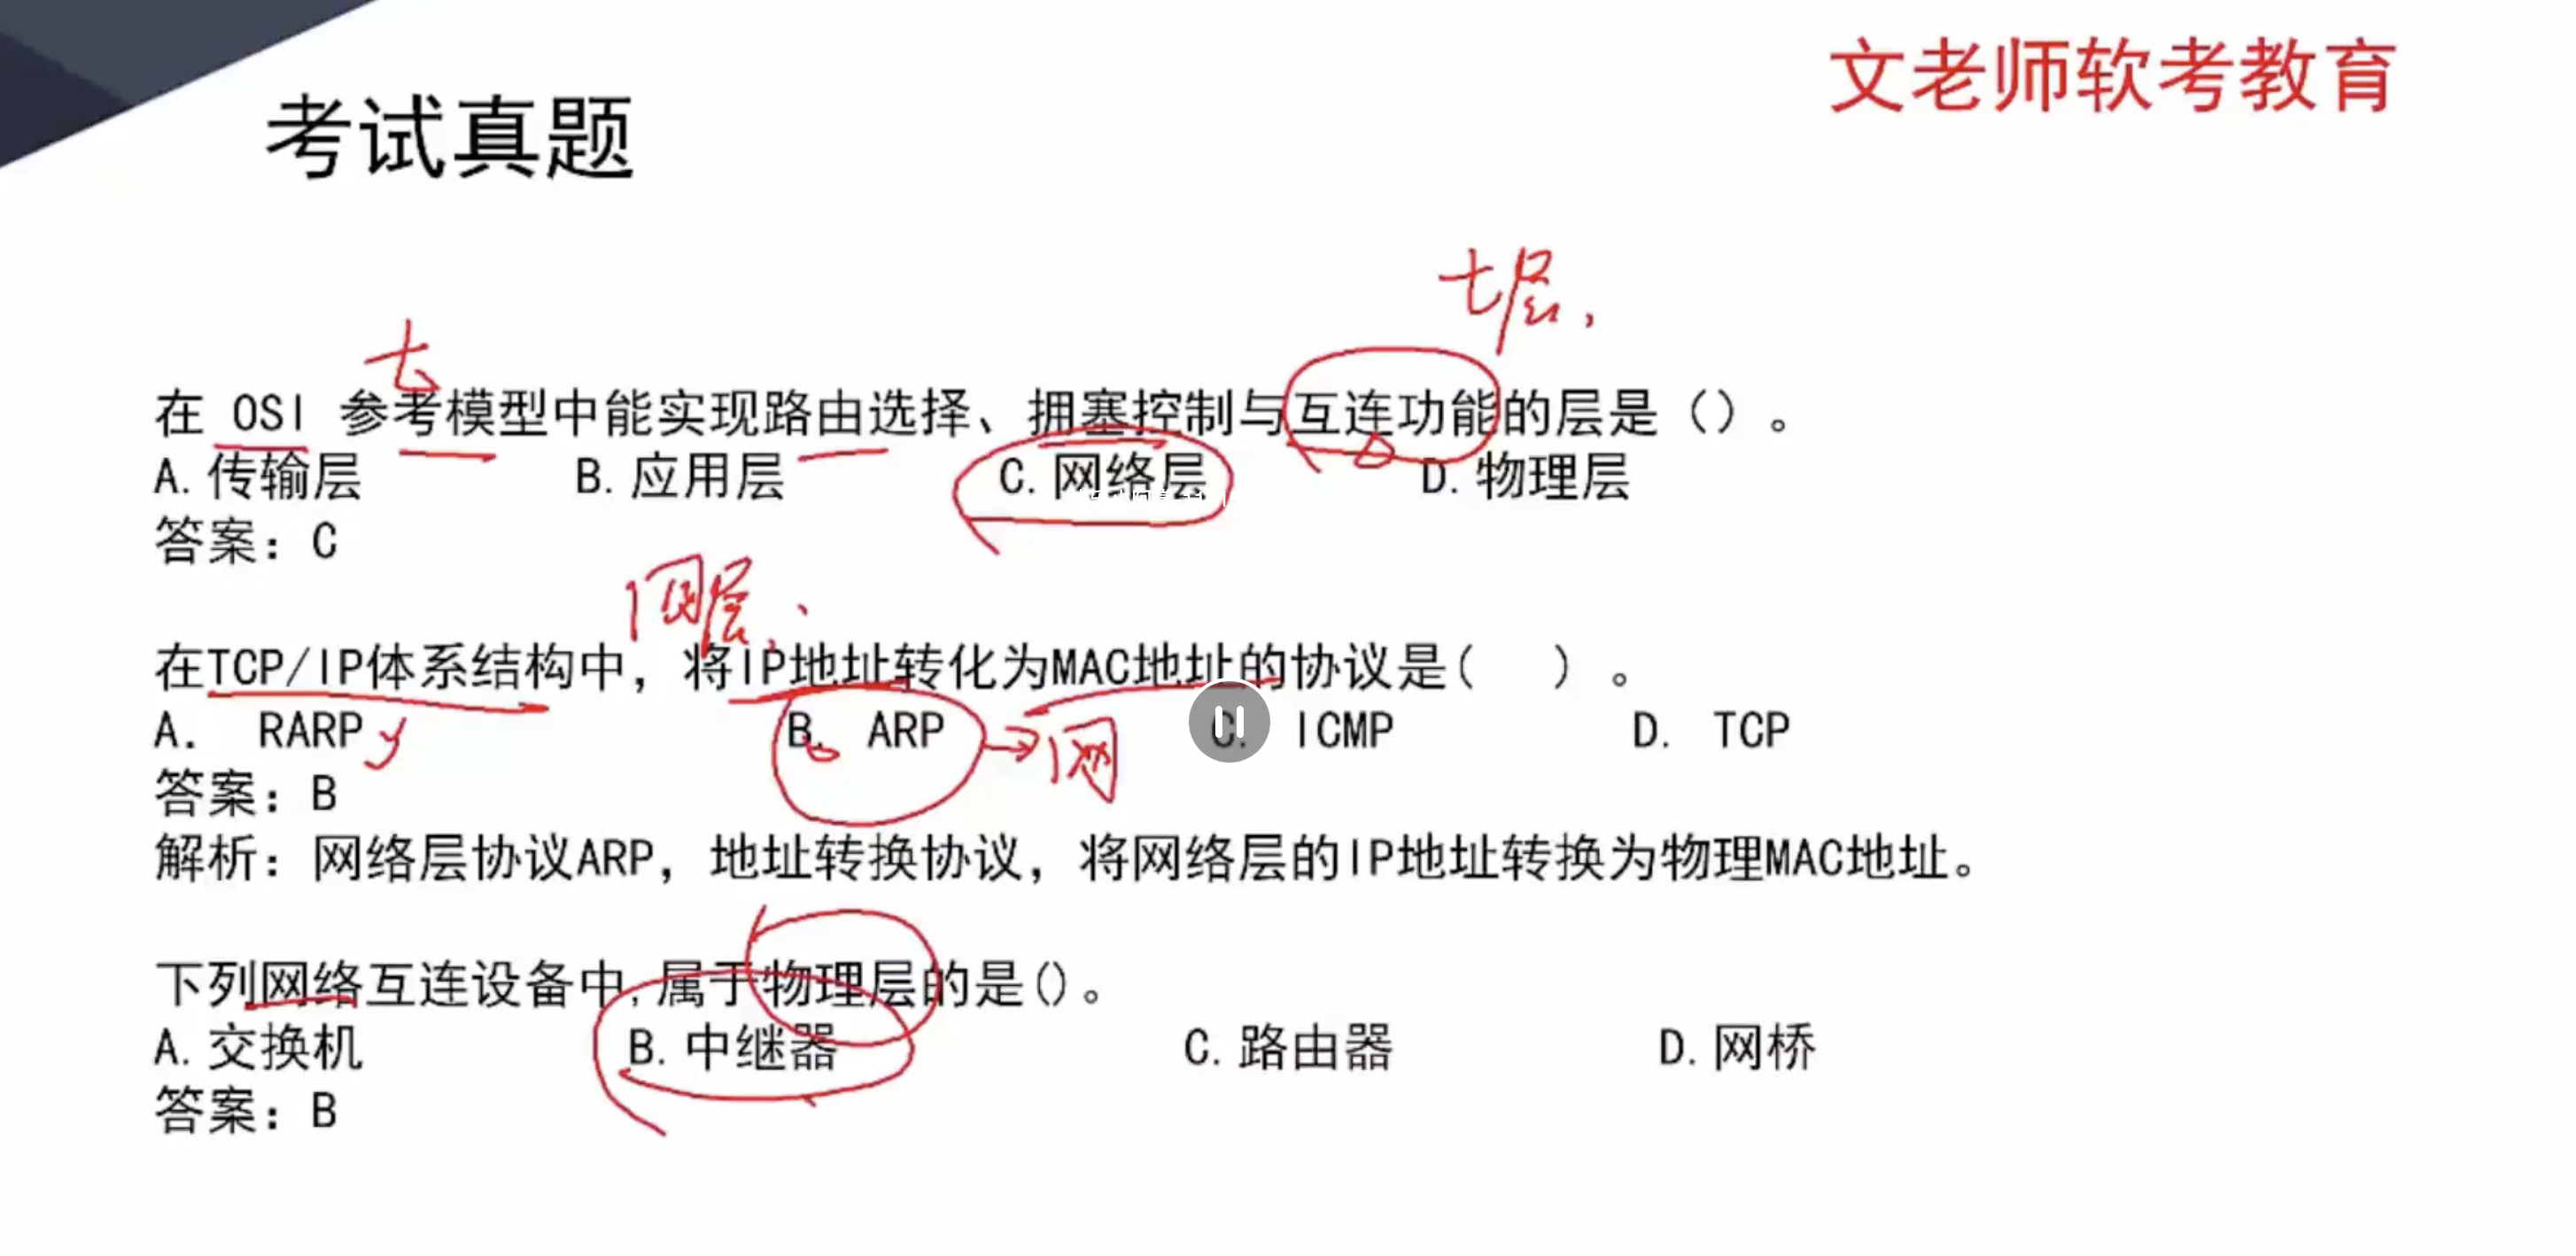 文老师软考教育
考试真题
七层,
七
在 OSI 参考模型中能实现路由选择、拥塞控制与互连功能的层是（）。
A. 传输层 B. 应用层 C. 网络层 D. 物理层
答案：C
网层
在TCP/IP体系结构中，将IP地址转化为MAC地址的协议是( ) 。
A. RARP B. ARP →网 C. ICMP D. TCP
答案：B
解析：网络层协议ARP，地址转换协议，将网络层的IP地址转换为物理MAC地址。
下列网络互连设备中,属于物理层的是()。
A. 交换机 B. 中继器 C. 路由器 D. 网桥
答案：B